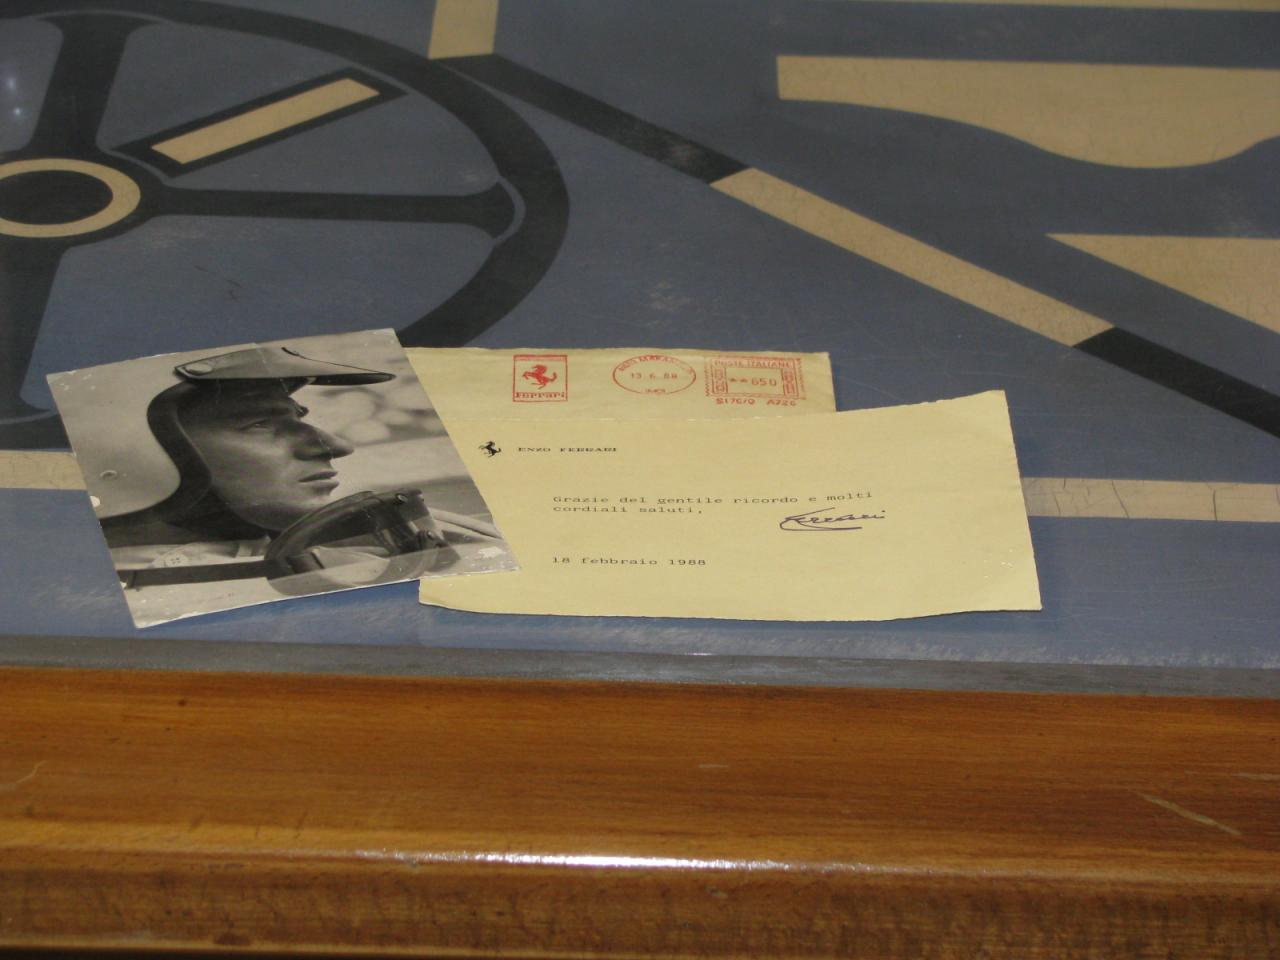 Ferrari
13.6.88
POSTE ITALIANE
**650
ENZO FERRARI
Grazie del gentile ricordo e molti
cordiali saluti,
Ferrari
18 febbraio 1988